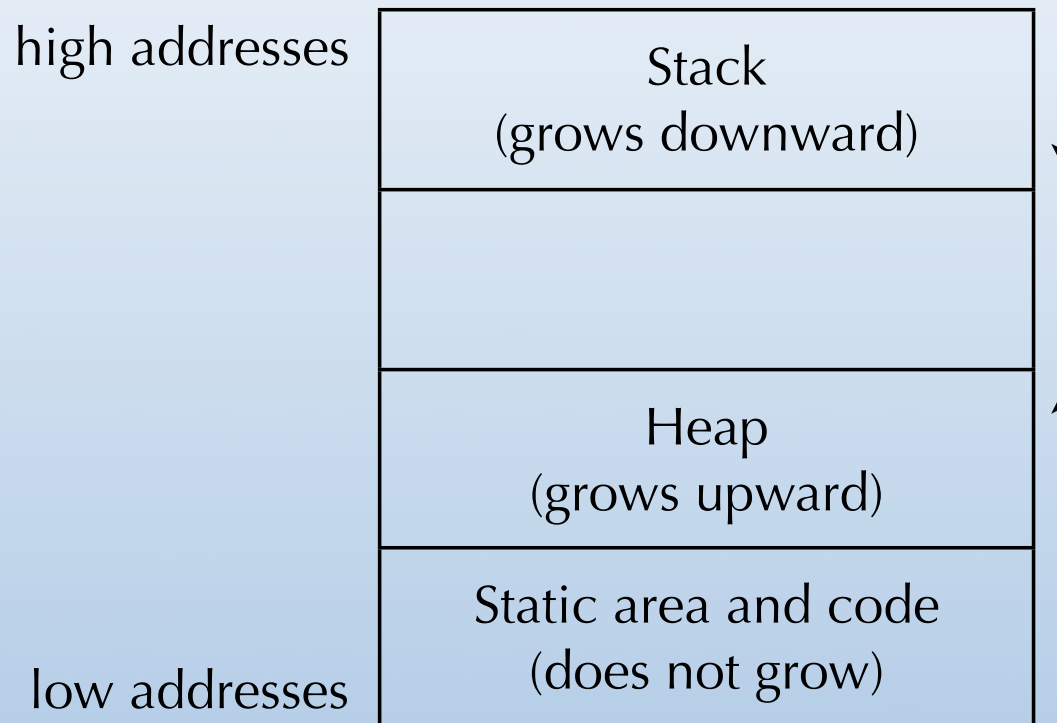 high addresses
Stack
(grows downward)
Heap
(grows upward)
Static area and code
(does not grow)
low addresses